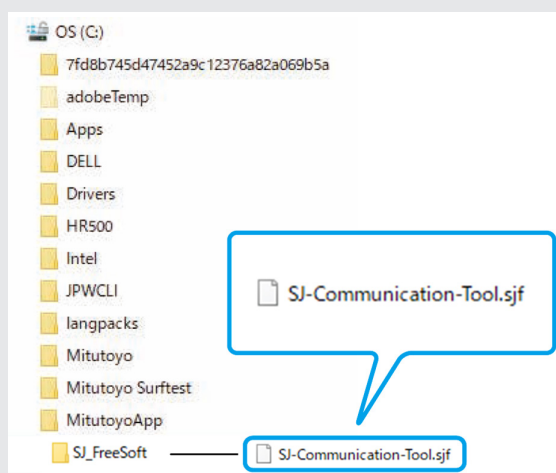 OS (C:)
7fd8b745d47452a9c12376a82a069b5a
adobeTemp
Apps
DELL
Drivers
HR500
Intel
JPWCLI
langpacks
Mitutoyo
Mitutoyo Surftest
MitutoyoApp
SJ_FreeSoft
SJ-Communication-Tool.sjf
SJ-Communication-Tool.sjf